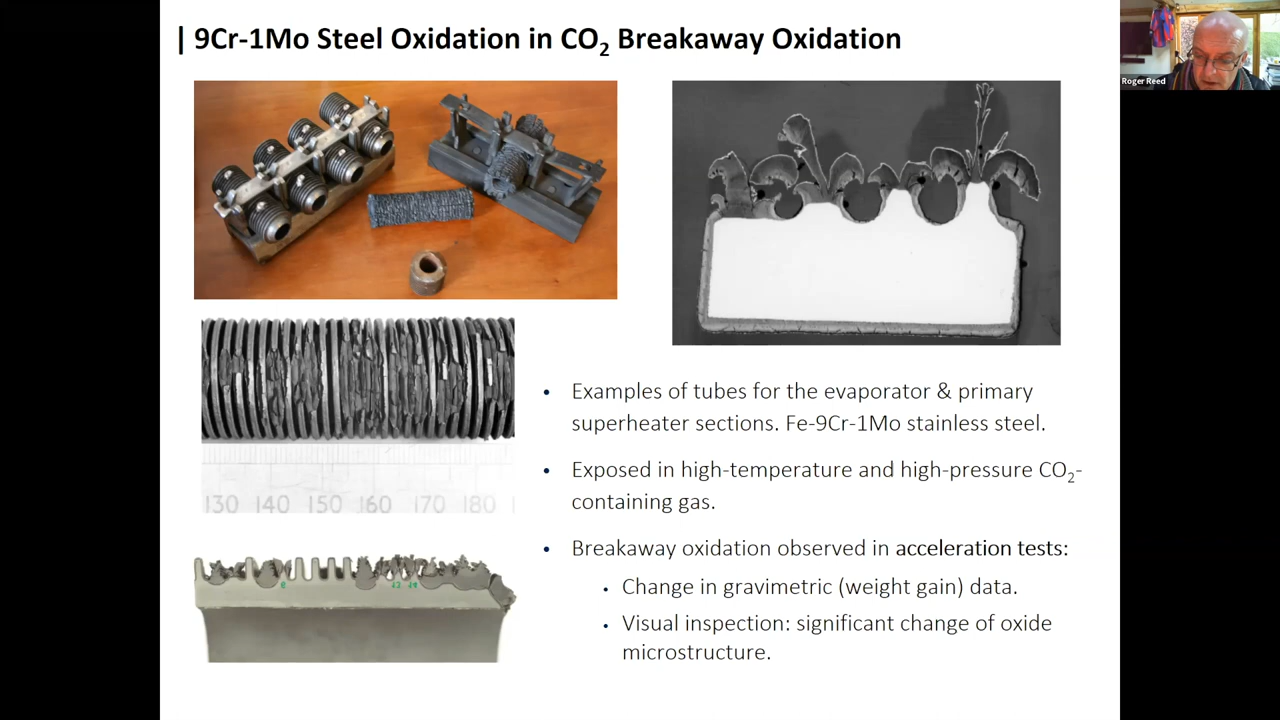 | 9Cr-1Mo Steel Oxidation in CO2 Breakaway Oxidation
Roger Reed
130 140 150 160 170 180
• Examples of tubes for the evaporator & primary
superheater sections. Fe-9Cr-1Mo stainless steel.
• Exposed in high-temperature and high-pressure CO2-
containing gas.
• Breakaway oxidation observed in acceleration tests:
• Change in gravimetric (weight gain) data.
• Visual inspection: significant change of oxide
microstructure.